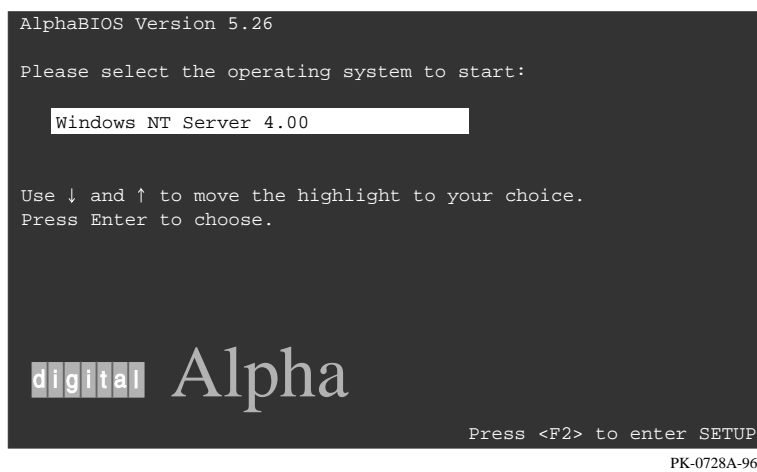 AlphaBIOS Version 5.26
Please select the operating system to start:
Windows NT Server 4.00
Use ↓ and ↑ to move the highlight to your choice.
Press Enter to choose.
digital Alpha
Press <F2> to enter SETUP
PK-0728A-96